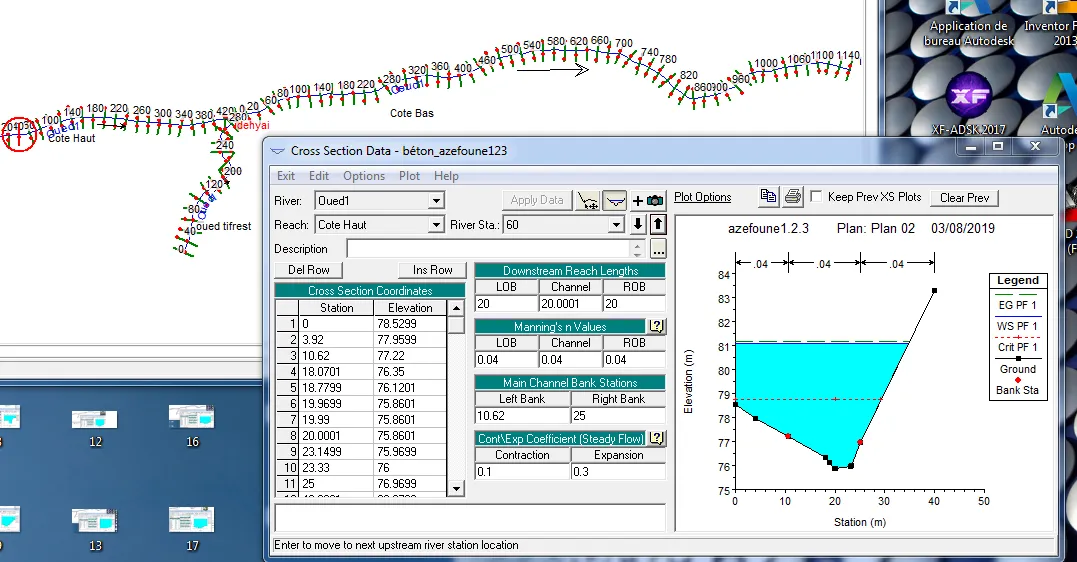 Application de
bureau Autodesk
Inventor
2013
XF-ADSK 2017
500 540 580 620 660 700 740 780 820 860 900 960 1000 1060 1100 1140
100 140 180 220 260 300 340 380 420
20 60 100 140 180 220 280 320 360 400 460
Oued1
Cote Haut
Cote Bas
Oued1
280
240
200
120
80
40
0
oued tifrest
Cross Section Data - béton_azefoune123
Exit Edit Options Plot Help
River: Oued1
Apply Data
Plot Options
Keep Prev XS Plots
Clear Prev
Reach: Cote Haut
River Sta.: 60
Description
...
Del Row
Ins Row
Cross Section Coordinates
Station Elevation
1 0 78.5299
2 3.92 77.9599
3 10.62 77.22
4 18.0701 76.35
5 18.7799 76.1201
6 19.9699 75.8601
7 19.99 75.8601
8 20.0001 75.8601
9 23.1499 75.9699
10 23.33 76
11 25 76.9699
Downstream Reach Lengths
LOB Channel ROB
20 20.0001 20
Manning's n Values
LOB Channel ROB
0.04 0.04 0.04
Main Channel Bank Stations
Left Bank Right Bank
10.62 25
Cont\Exp Coefficient (Steady Flow)
Contraction Expansion
0.1 0.3
azefoune1.2.3 Plan: Plan 02 03/08/2019
.04 .04 .04
84
83
82
81
80
79
78
77
76
75
0 10 20 30 40 50
Elevation (m)
Station (m)
Legend
EG PF 1
WS PF 1
Crit PF 1
Ground
Bank Sta
Enter to move to next upstream river station location
12
16
13
17